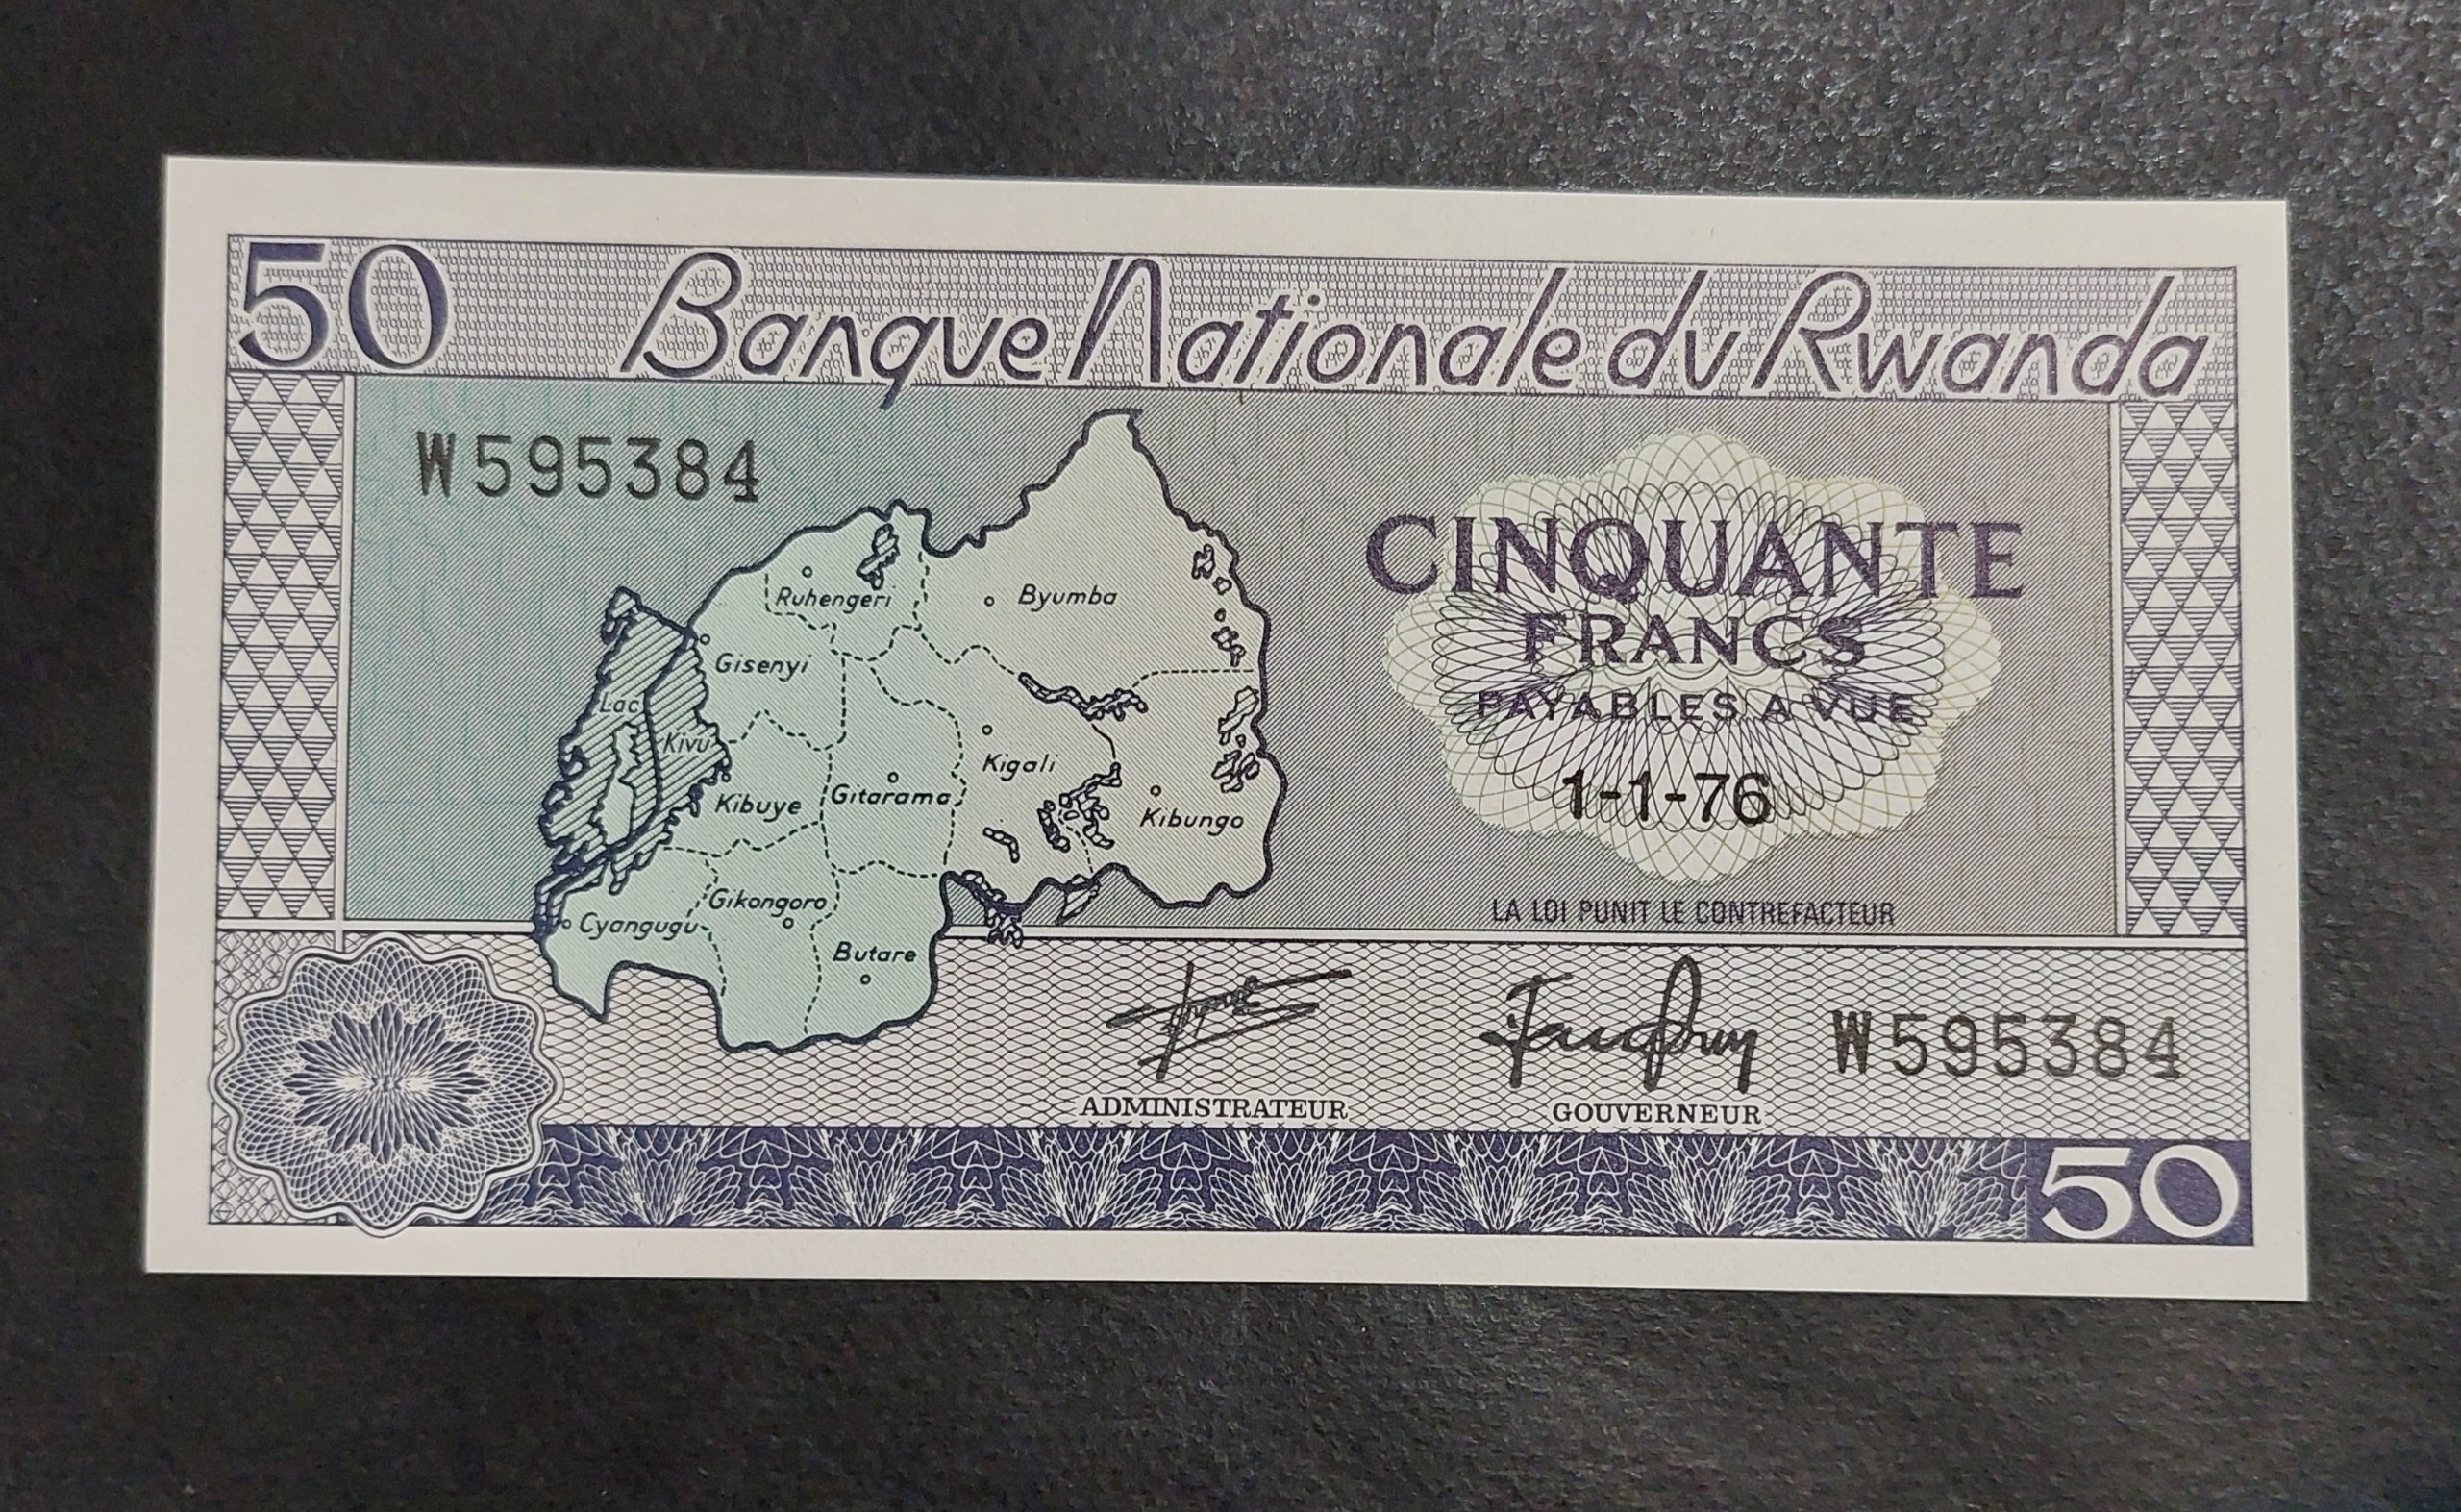 50 Banque Nationale du Rwanda
W595384
Ruhengeri
Byumba
Gisenyi
Lac
Kivu
Kigali
Kibuye
Gitarama
Kibungo
Gikongoro
Cyangugu
Butare
CINQUANTE
FRANCS
PAYABLES A VUE
1-1-76
LA LOI PUNIT LE CONTREFACTEUR
W595384
ADMINISTRATEUR
GOUVERNEUR
50